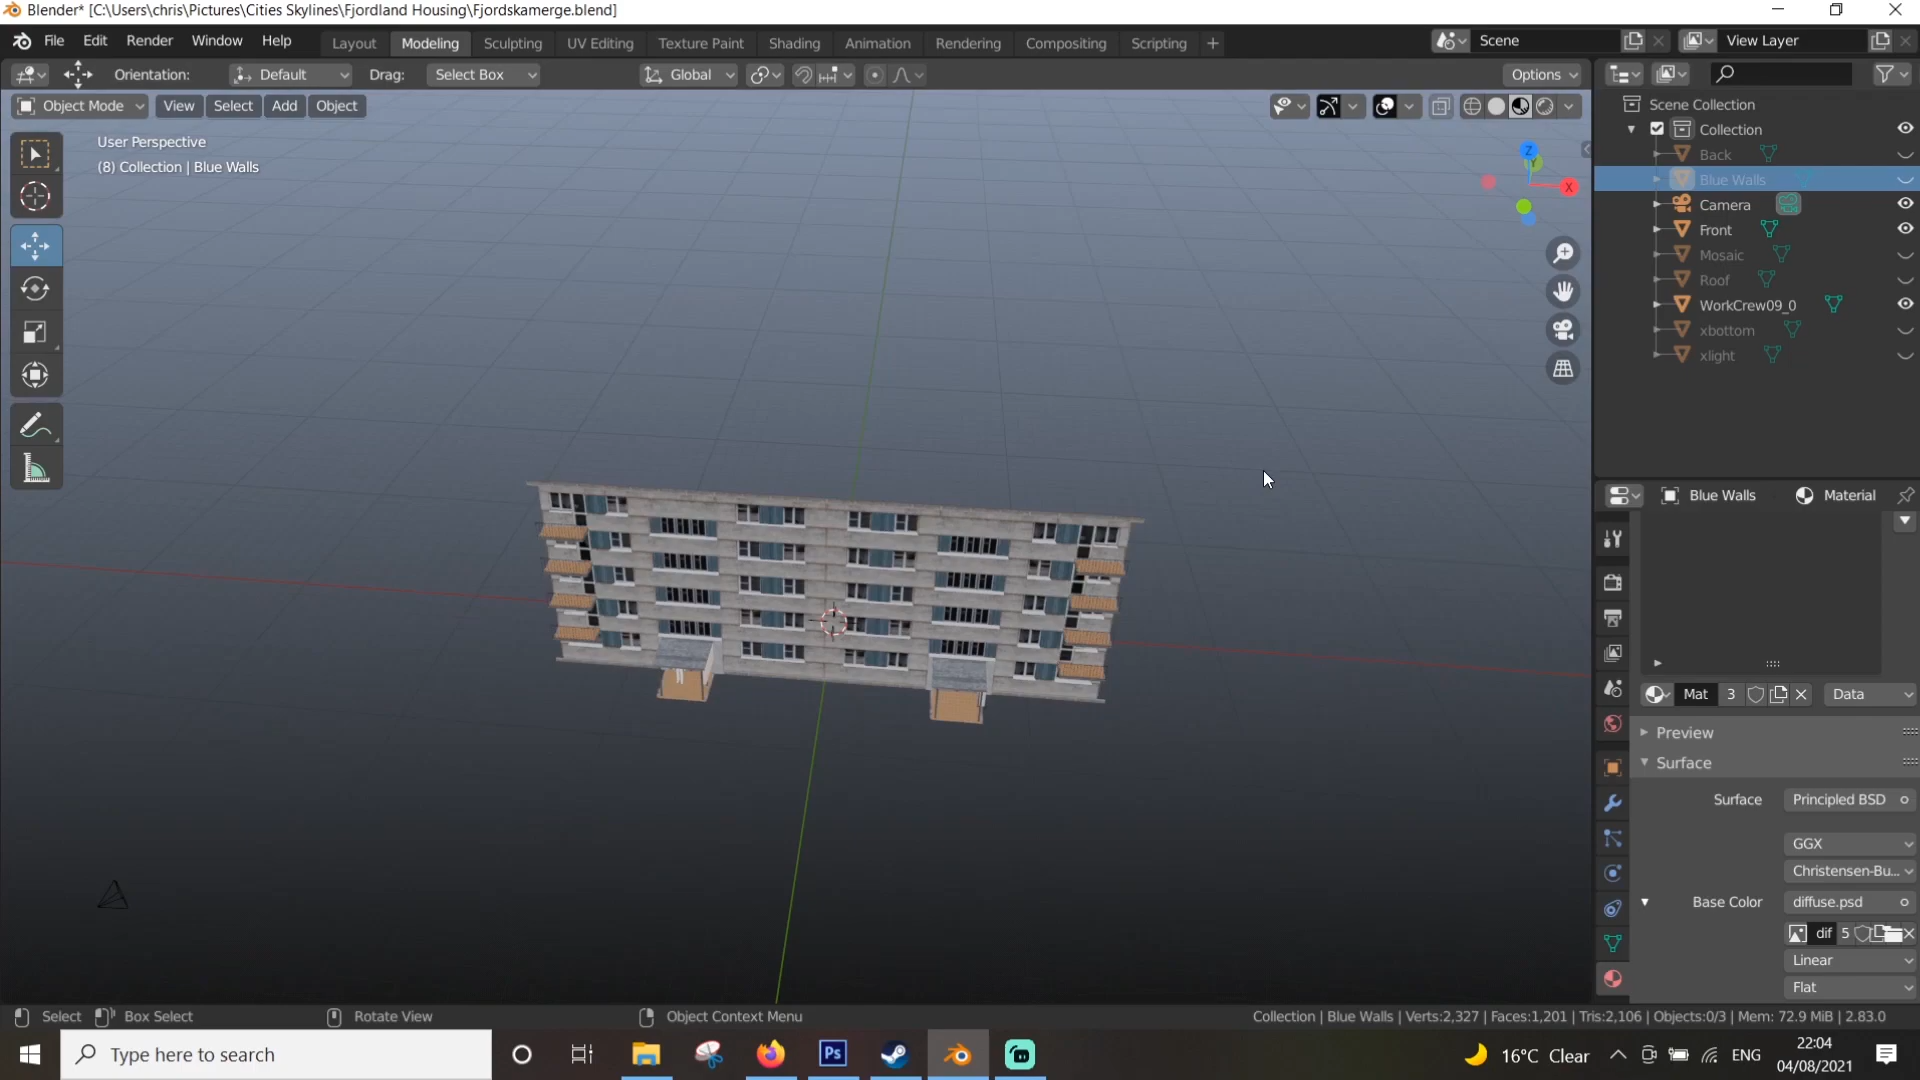 Blender* [C:\Users\chris\Pictures\Cities Skylines\Fjordland Housing\Fjordskamerge.blend]
File Edit Render Window Help Layout Modeling Sculpting UV Editing Texture Paint Shading Animation Rendering Compositing Scripting + Scene View Layer
Orientation: Default Drag: Select Box Global Options
Object Mode View Select Add Object
User Perspective
(8) Collection | Blue Walls
Z
Y
X
Scene Collection
Collection
Back
Blue Walls
Camera
Front
Mosaic
Roof
WorkCrew09_0
xbottom
xlight
Blue Walls Material
Mat 3 Data
Preview
Surface
Surface Principled BSD
GGX
Christensen-Bu...
Base Color diffuse.psd
dif 5
Linear
Flat
Select Box Select Rotate View Object Context Menu Collection | Blue Walls | Verts:2,327 | Faces:1,201 | Tris:2,106 | Objects:0/3 | Mem: 72.9 MiB | 2.83.0
Type here to search Ps 16°C Clear ENG 22:04
04/08/2021